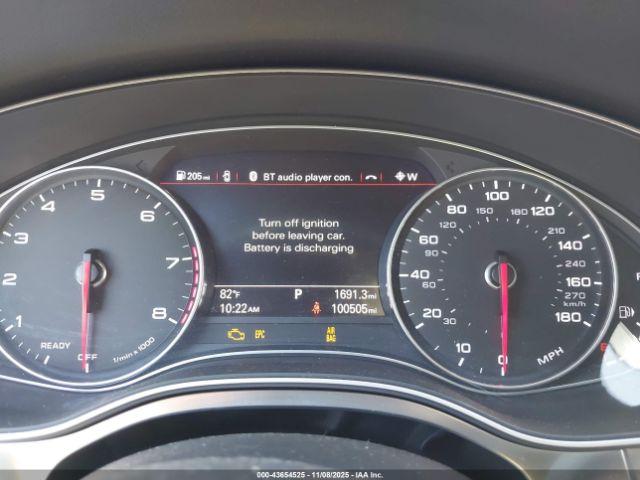 205 mi BT audio player con. W
Turn off ignition
before leaving car.
Battery is discharging
82°F P 1691.3mi
10:22AM 100505mi
EPC AIR BAG
1 2 3 4 5 6 7 8
READY OFF 1/min x 1000
0 10 20 40 60 80 100 120 140 160 180
30 60 90 150 180 210 240 270
km/h
MPH
000-43654525 - 11/08/2025 - IAA Inc.